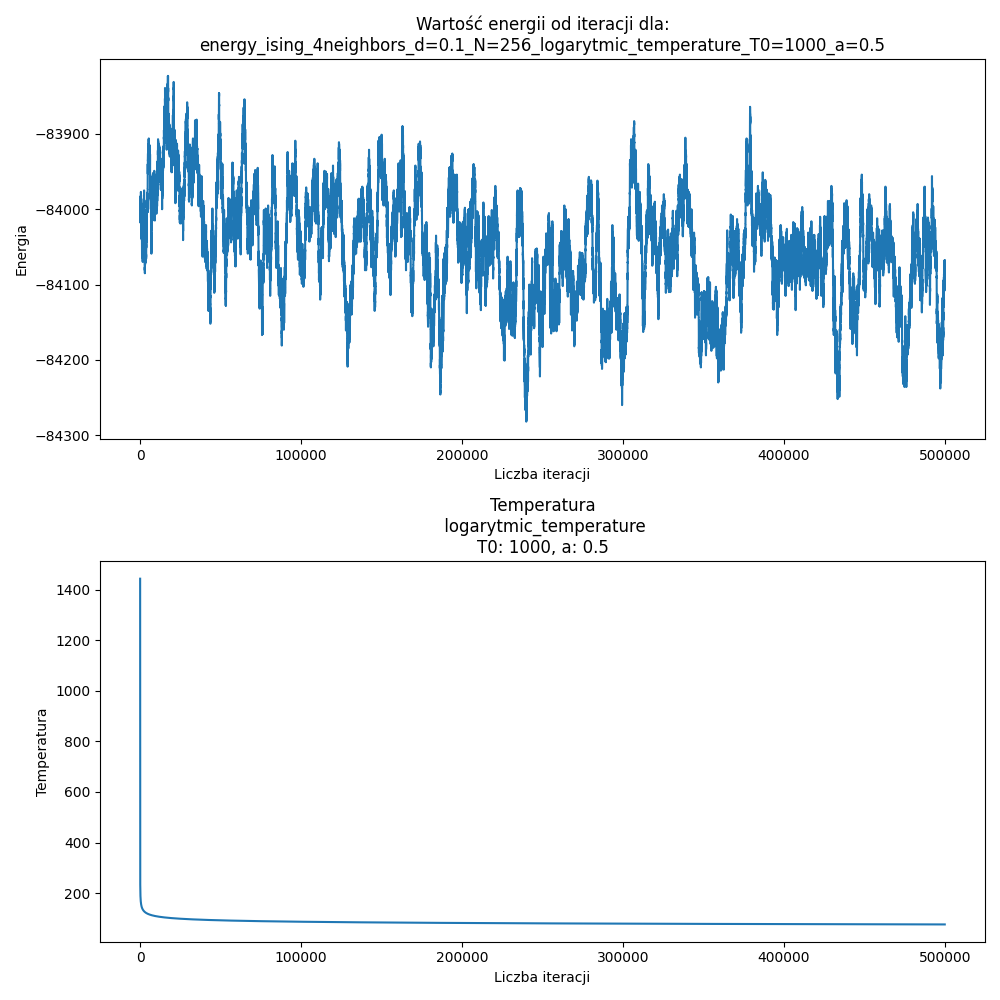 Wartość energii od iteracji dla:
energy_ising_4neighbors_d=0.1_N=256_logarytmic_temperature_T0=1000_a=0.5
−83900
−84000
−84100
−84200
−84300
Energia
0 100000 200000 300000 400000 500000
Liczba iteracji
Temperatura
logarytmic_temperature
T0: 1000, a: 0.5
1400
1200
1000
800
600
400
200
Temperatura
0 100000 200000 300000 400000 500000
Liczba iteracji